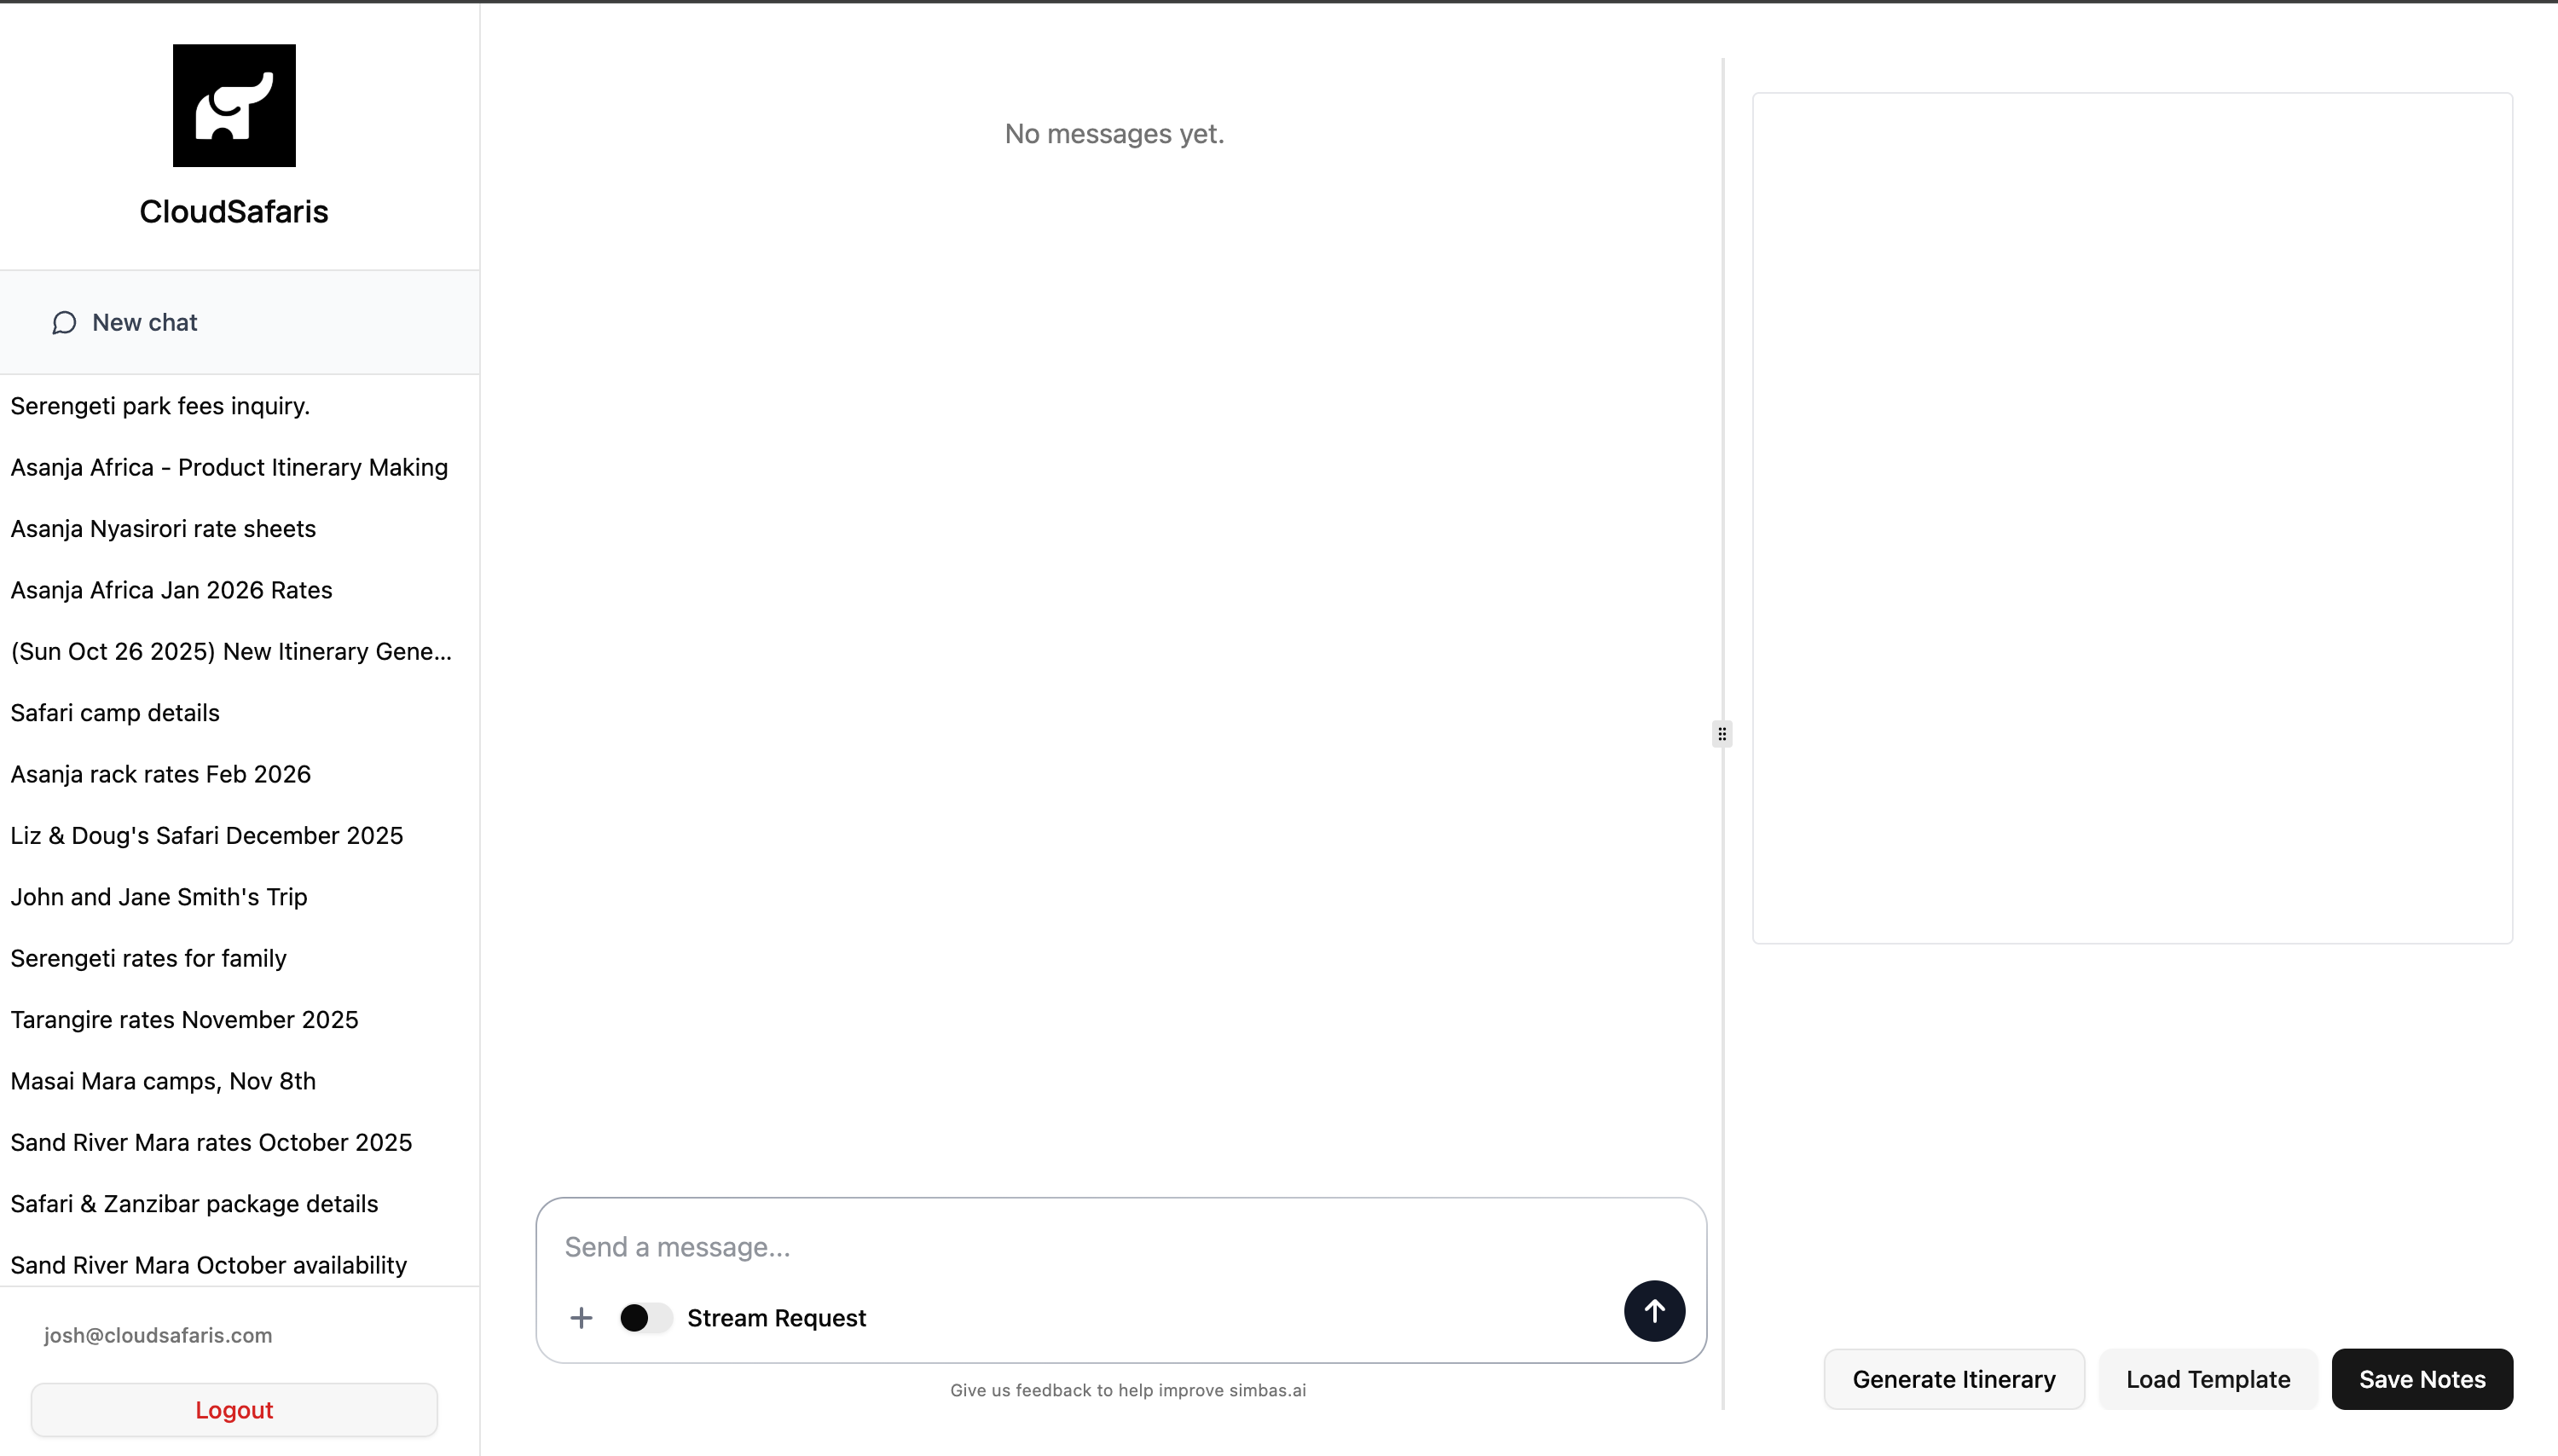 CloudSafaris
New chat
Serengeti park fees inquiry.
Asanja Africa - Product Itinerary Making
Asanja Nyasirori rate sheets
Asanja Africa Jan 2026 Rates
(Sun Oct 26 2025) New Itinerary Gene...
Safari camp details
Asanja rack rates Feb 2026
Liz & Doug's Safari December 2025
John and Jane Smith's Trip
Serengeti rates for family
Tarangire rates November 2025
Masai Mara camps, Nov 8th
Sand River Mara rates October 2025
Safari & Zanzibar package details
Sand River Mara October availability
josh@cloudsafaris.com
Logout
No messages yet.
Send a message...
Stream Request
Give us feedback to help improve simbas.ai
Generate Itinerary
Load Template
Save Notes